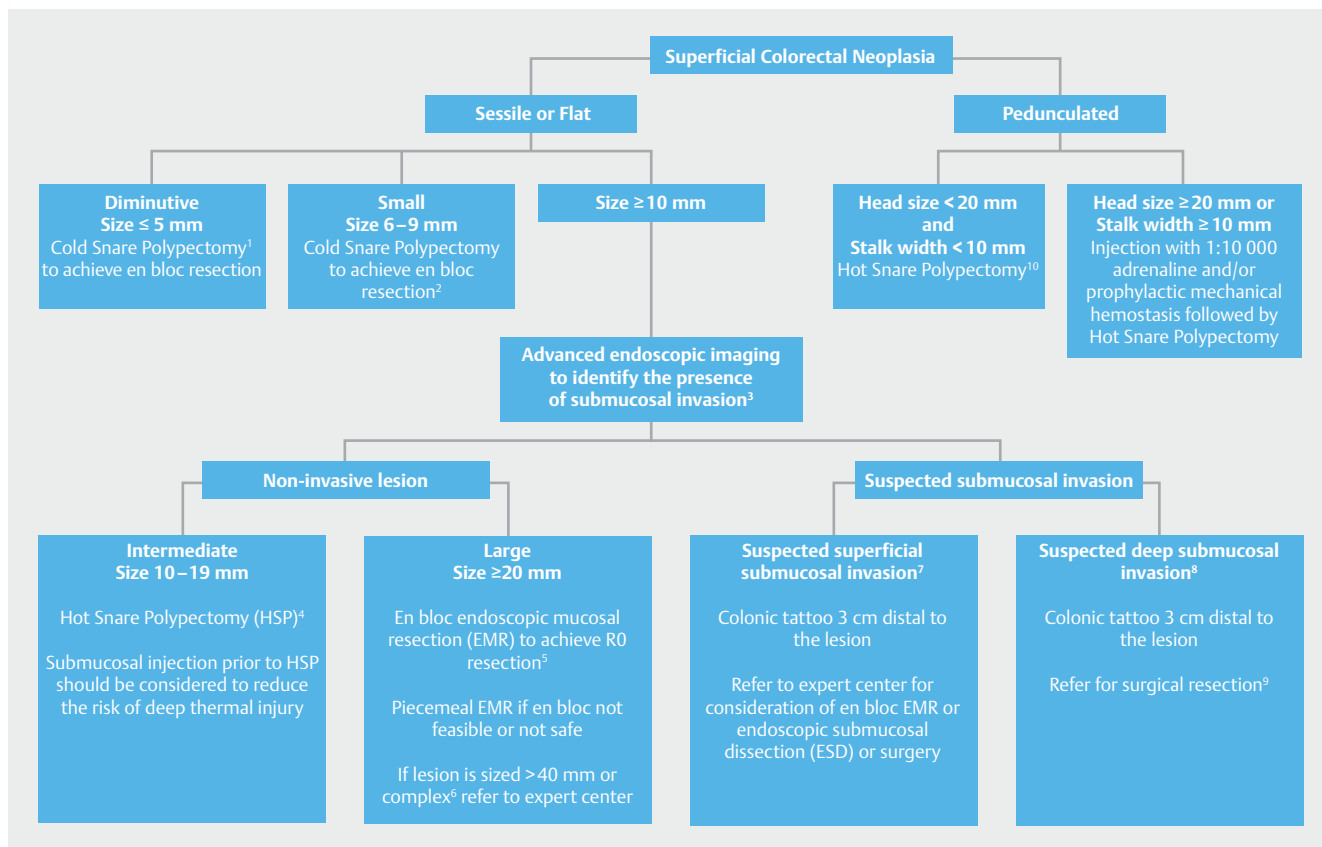 Superficial Colorectal Neoplasia
Sessile or Flat
Pedunculated
Diminutive
Size ≤ 5 mm
Cold Snare Polypectomy¹
to achieve en bloc resection
Small
Size 6–9 mm
Cold Snare Polypectomy
to achieve en bloc
resection²
Size ≥ 10 mm
Head size < 20 mm
and
Stalk width < 10 mm
Hot Snare Polypectomy¹⁰
Head size ≥ 20 mm or
Stalk width ≥ 10 mm
Injection with 1:10 000
adrenaline and/or
prophylactic mechanical
hemostasis followed by
Hot Snare Polypectomy
Advanced endoscopic imaging
to identify the presence
of submucosal invasion³
Non-invasive lesion
Suspected submucosal invasion
Intermediate
Size 10–19 mm
Hot Snare Polypectomy (HSP)⁴
Submucosal injection prior to HSP
should be considered to reduce
the risk of deep thermal injury
Large
Size ≥20 mm
En bloc endoscopic mucosal
resection (EMR) to achieve R0
resection⁵
Piecemeal EMR if en bloc not
feasible or not safe
If lesion is sized >40 mm or
complex⁶ refer to expert center
Suspected superficial
submucosal invasion⁷
Colonic tattoo 3 cm distal to
the lesion
Refer to expert center for
consideration of en bloc EMR or
endoscopic submucosal
dissection (ESD) or surgery
Suspected deep submucosal
invasion⁸
Colonic tattoo 3 cm distal to
the lesion
Refer for surgical resection⁹